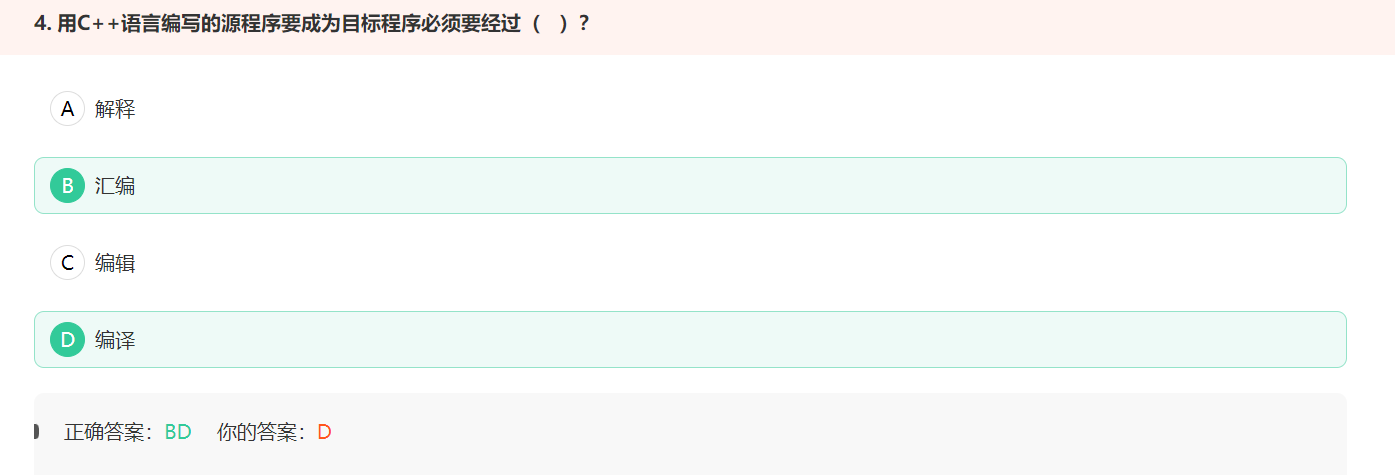 4. 用C++语言编写的源程序要成为目标程序必须要经过（ ）？
A 解释
B 汇编
C 编辑
D 编译
正确答案：BD 你的答案：D